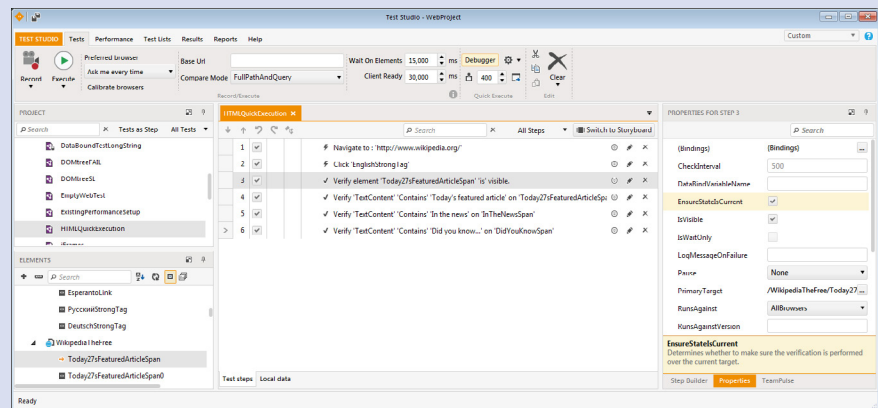 Test Studio - WebProject
TEST STUDIO Tests Performance Test Lists Results Reports Help Custom
Record
Execute
Preferred browser
Ask me every time
Calibrate browsers
Base Url
Compare Mode FullPathAndQuery
Record/Execute
Wait On Elements 15,000 ms
Client Ready 30,000 ms
Debugger
400
Quick Execute
Clear
Edit
PROJECT
Search Tests as Step All Tests
DataBoundTestLongString
DOMtreeFAIL
DOMtreeSL
EmptyWebTest
ExistingPerformanceSetup
HTMLQuickExecution
iFrames
ELEMENTS
Search
EsperantoLink
РусскийStrongTag
DeutschStrongTag
WikipediaTheFree
Today27sFeaturedArticleSpan
Today27sFeaturedArticleSpan0
HTMLQuickExecution
Search All Steps Switch to Storyboard
1 Navigate to : 'http://www.wikipedia.org/'
2 Click 'EnglishStrongTag'
3 Verify element 'Today27sFeaturedArticleSpan' 'is' visible.
4 Verify 'TextContent' 'Contains' 'Today's featured article' on 'Today27sFeaturedArticleSpa
5 Verify 'TextContent' 'Contains' 'In the news' on 'InTheNewsSpan'
6 Verify 'TextContent' 'Contains' 'Did you know...' on 'DidYouKnowSpan'
Test steps Local data
PROPERTIES FOR STEP 3
Search
(Bindings) (Bindings) ...
CheckInterval 500
DataBindVariableName
EnsureStateIsCurrent
IsVisible
IsWaitOnly
LogMessageOnFailure
Pause None
PrimaryTarget /WikipediaTheFree/Today27 ...
RunsAgainst AllBrowsers
RunsAgainstVersion
EnsureStateIsCurrent
Determines whether to make sure the verification is performed
over the current target.
Step Builder Properties TeamPulse
Ready